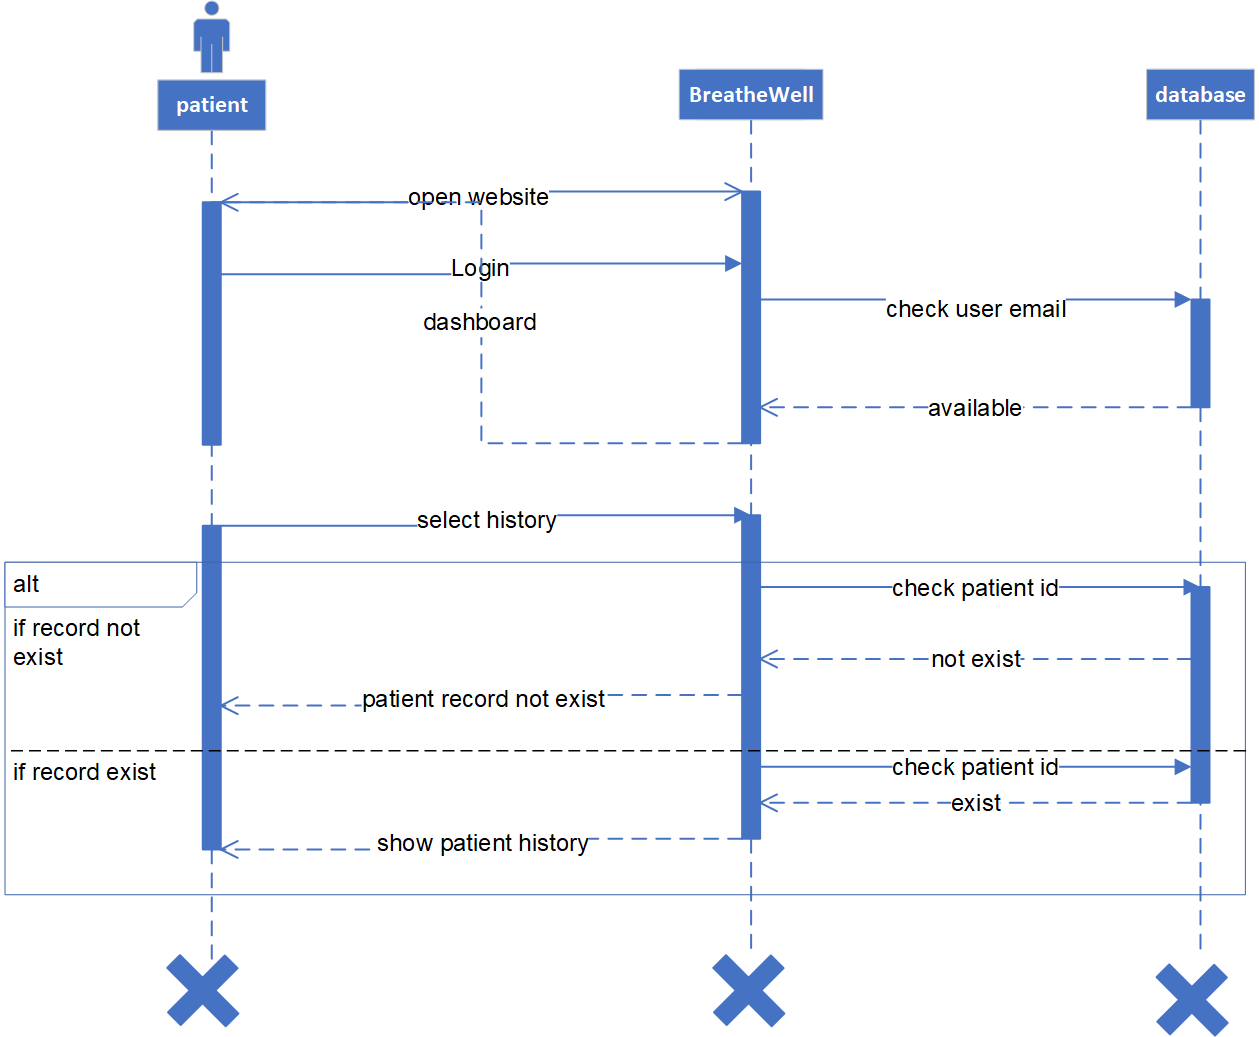 patient
BreatheWell
database
open website
Login
check user email
dashboard
available
select history
alt
check patient id
if record not
exist
not exist
patient record not exist
if record exist
check patient id
exist
show patient history